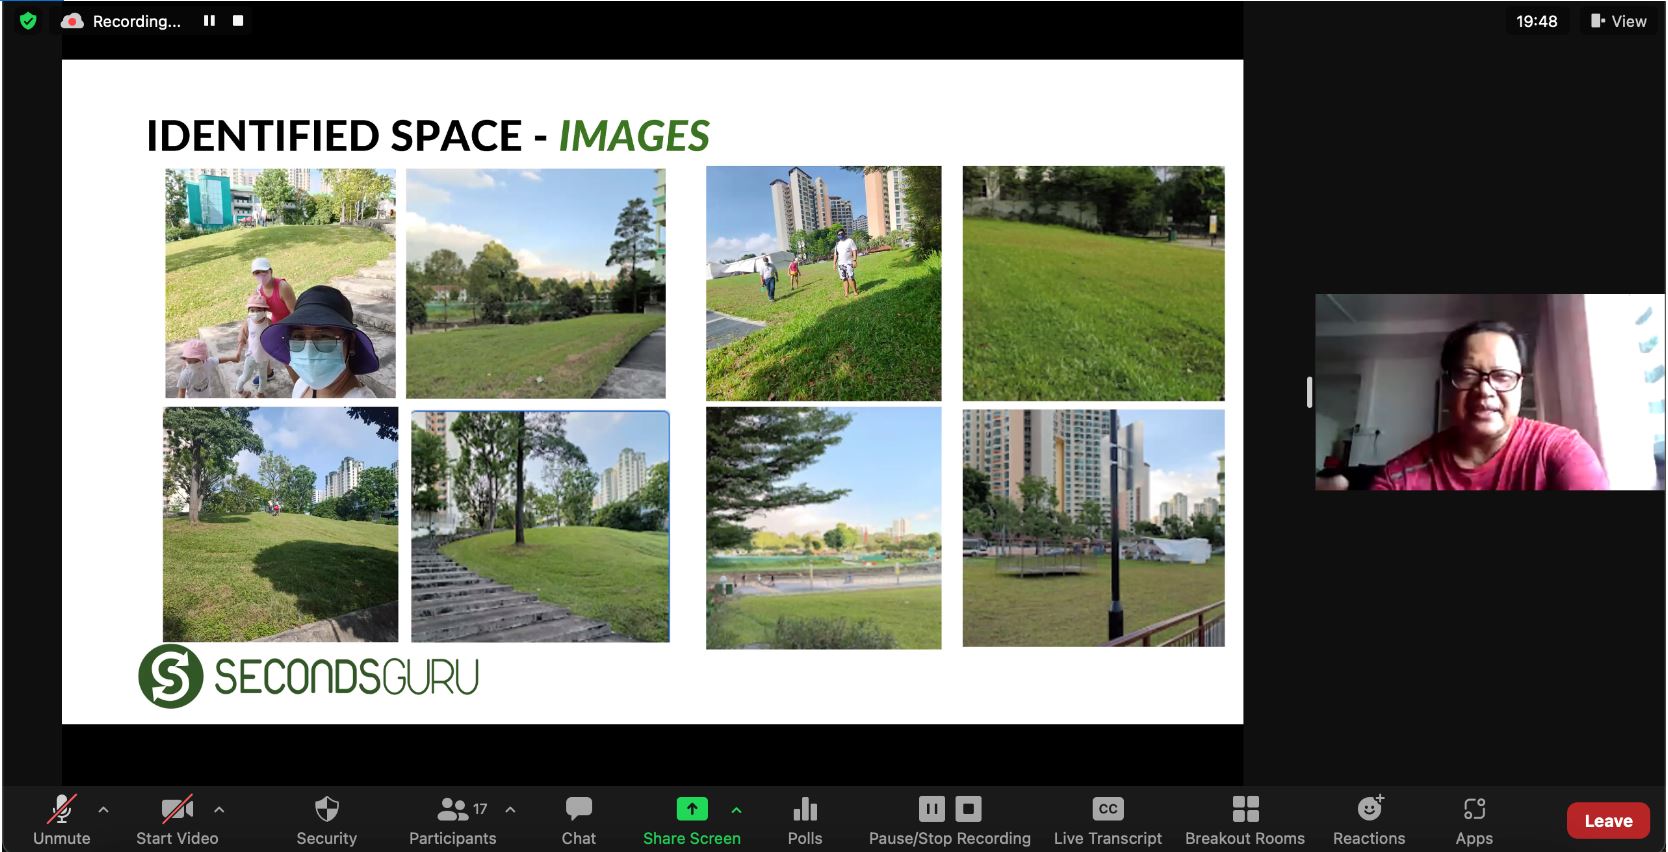 Recording...
19:48
View
IDENTIFIED SPACE - IMAGES
SECONDSGURU
Unmute
Start Video
Security
17
Participants
Chat
Share Screen
Polls
Pause/Stop Recording
CC
Live Transcript
Breakout Rooms
Reactions
Apps
Leave